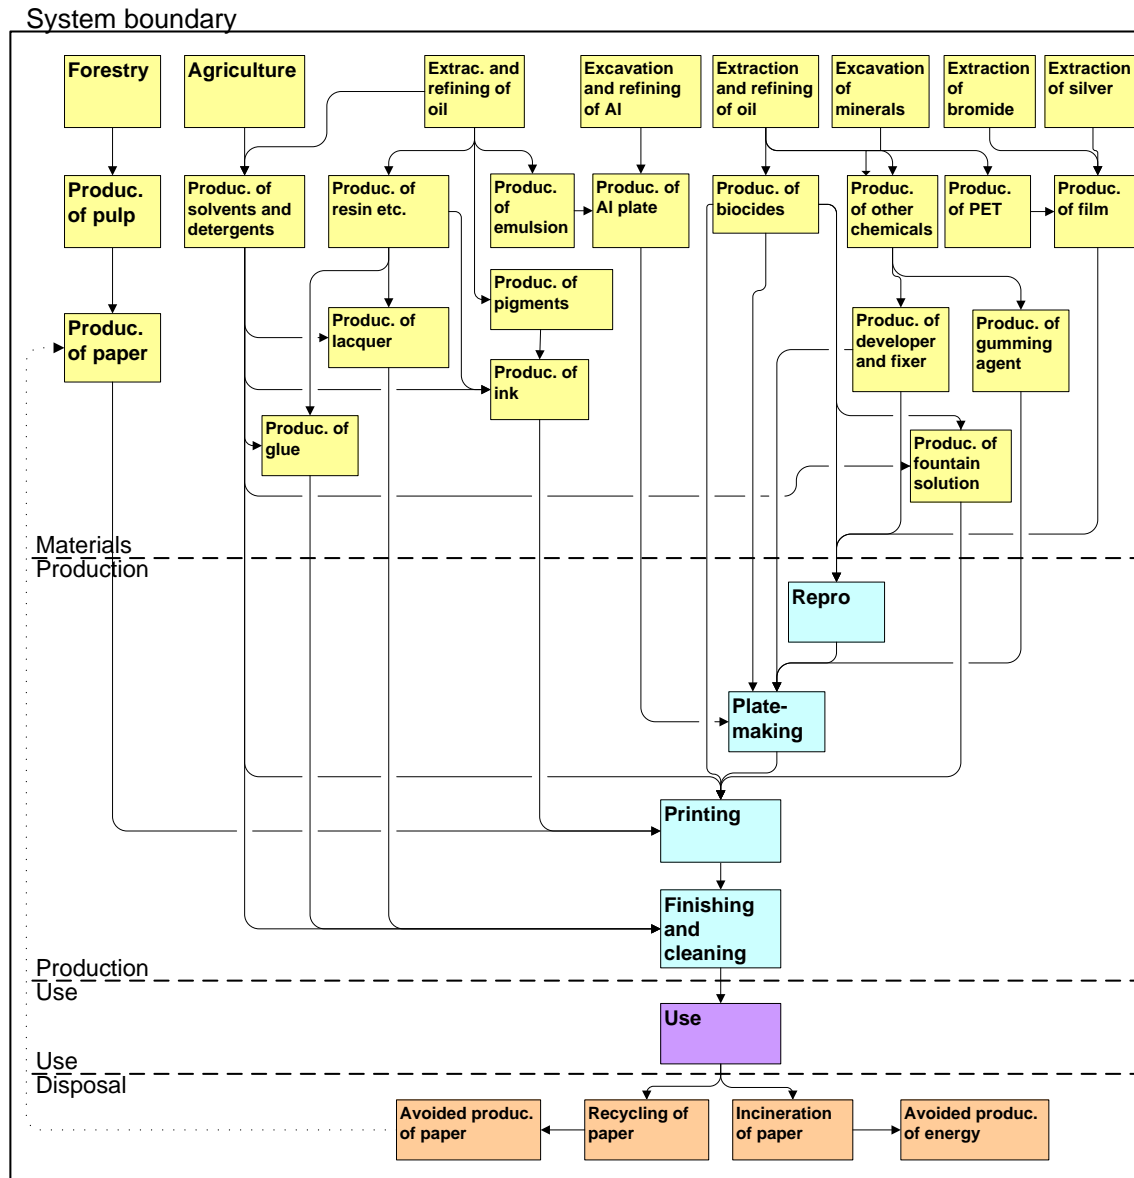 System boundary
Forestry
Agriculture
Extrac. and
refining of
oil
Excavation
and refining
of Al
Extraction
and refining
of oil
Excavation
of
minerals
Extraction
of
bromide
Extraction
of silver
Produc.
of pulp
Produc. of
solvents and
detergents
Produc. of
resin etc.
Produc.
of
emulsion
Produc. of
Al plate
Produc. of
biocides
Produc.
of other
chemicals
Produc.
of PET
Produc.
of film
Produc. of
pigments
Produc.
of paper
Produc. of
lacquer
Produc. of
developer
and fixer
Produc. of
gumming
agent
Produc. of
ink
Produc. of
glue
Produc. of
fountain
solution
Materials
Production
Repro
Plate-
making
Printing
Finishing
and
cleaning
Production
Use
Use
Use
Disposal
Avoided produc.
of paper
Recycling of
paper
Incineration
of paper
Avoided produc.
of energy